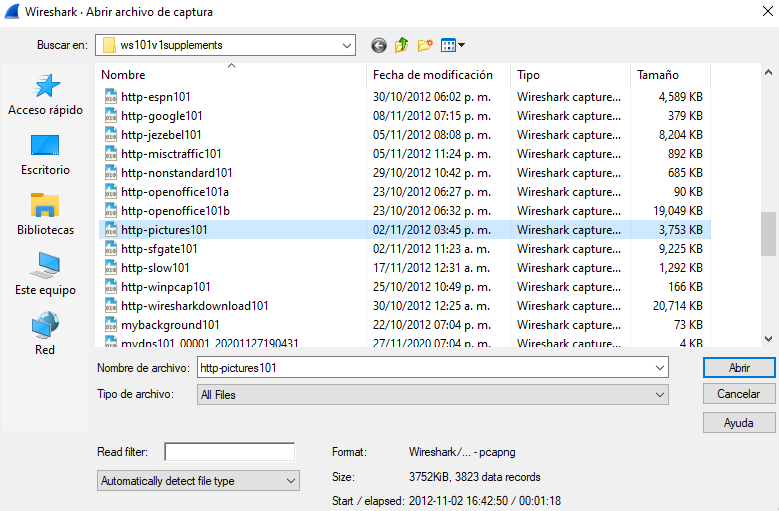 Wireshark · Abrir archivo de captura
Buscar en: ws101v1supplements
Nombre Fecha de modificación Tipo Tamaño
http-espn101 30/10/2012 06:02 p. m. Wireshark capture... 4,589 KB
http-google101 08/11/2012 07:15 p. m. Wireshark capture... 379 KB
http-jezebel101 05/11/2012 08:08 p. m. Wireshark capture... 8,204 KB
http-misctraffic101 05/11/2012 11:24 p. m. Wireshark capture... 892 KB
http-nonstandard101 29/10/2012 10:42 p. m. Wireshark capture... 685 KB
http-openoffice101a 23/10/2012 06:27 p. m. Wireshark capture... 90 KB
http-openoffice101b 23/10/2012 06:32 p. m. Wireshark capture... 19,049 KB
http-pictures101 02/11/2012 03:45 p. m. Wireshark capture... 3,753 KB
http-sfgate101 02/11/2012 11:23 a. m. Wireshark capture... 9,225 KB
http-slow101 17/11/2012 12:31 a. m. Wireshark capture... 1,292 KB
http-winpcap101 25/10/2012 10:49 p. m. Wireshark capture... 166 KB
http-wiresharkdownload101 30/10/2012 12:25 a. m. Wireshark capture... 20,714 KB
mybackground101 22/10/2012 07:04 p. m. Wireshark capture... 73 KB
mydns101_00001_20201127190431 27/11/2020 07:04 p. m. Wireshark capture... 4 KB
Acceso rápido
Escritorio
Bibliotecas
Este equipo
Red
Nombre de archivo: http-pictures101 Abrir
Tipo de archivo: All Files Cancelar
Ayuda
Read filter: Format: Wireshark/... - pcapng
Automatically detect file type Size: 3752KiB, 3823 data records
Start / elapsed: 2012-11-02 16:42:50 / 00:01:18